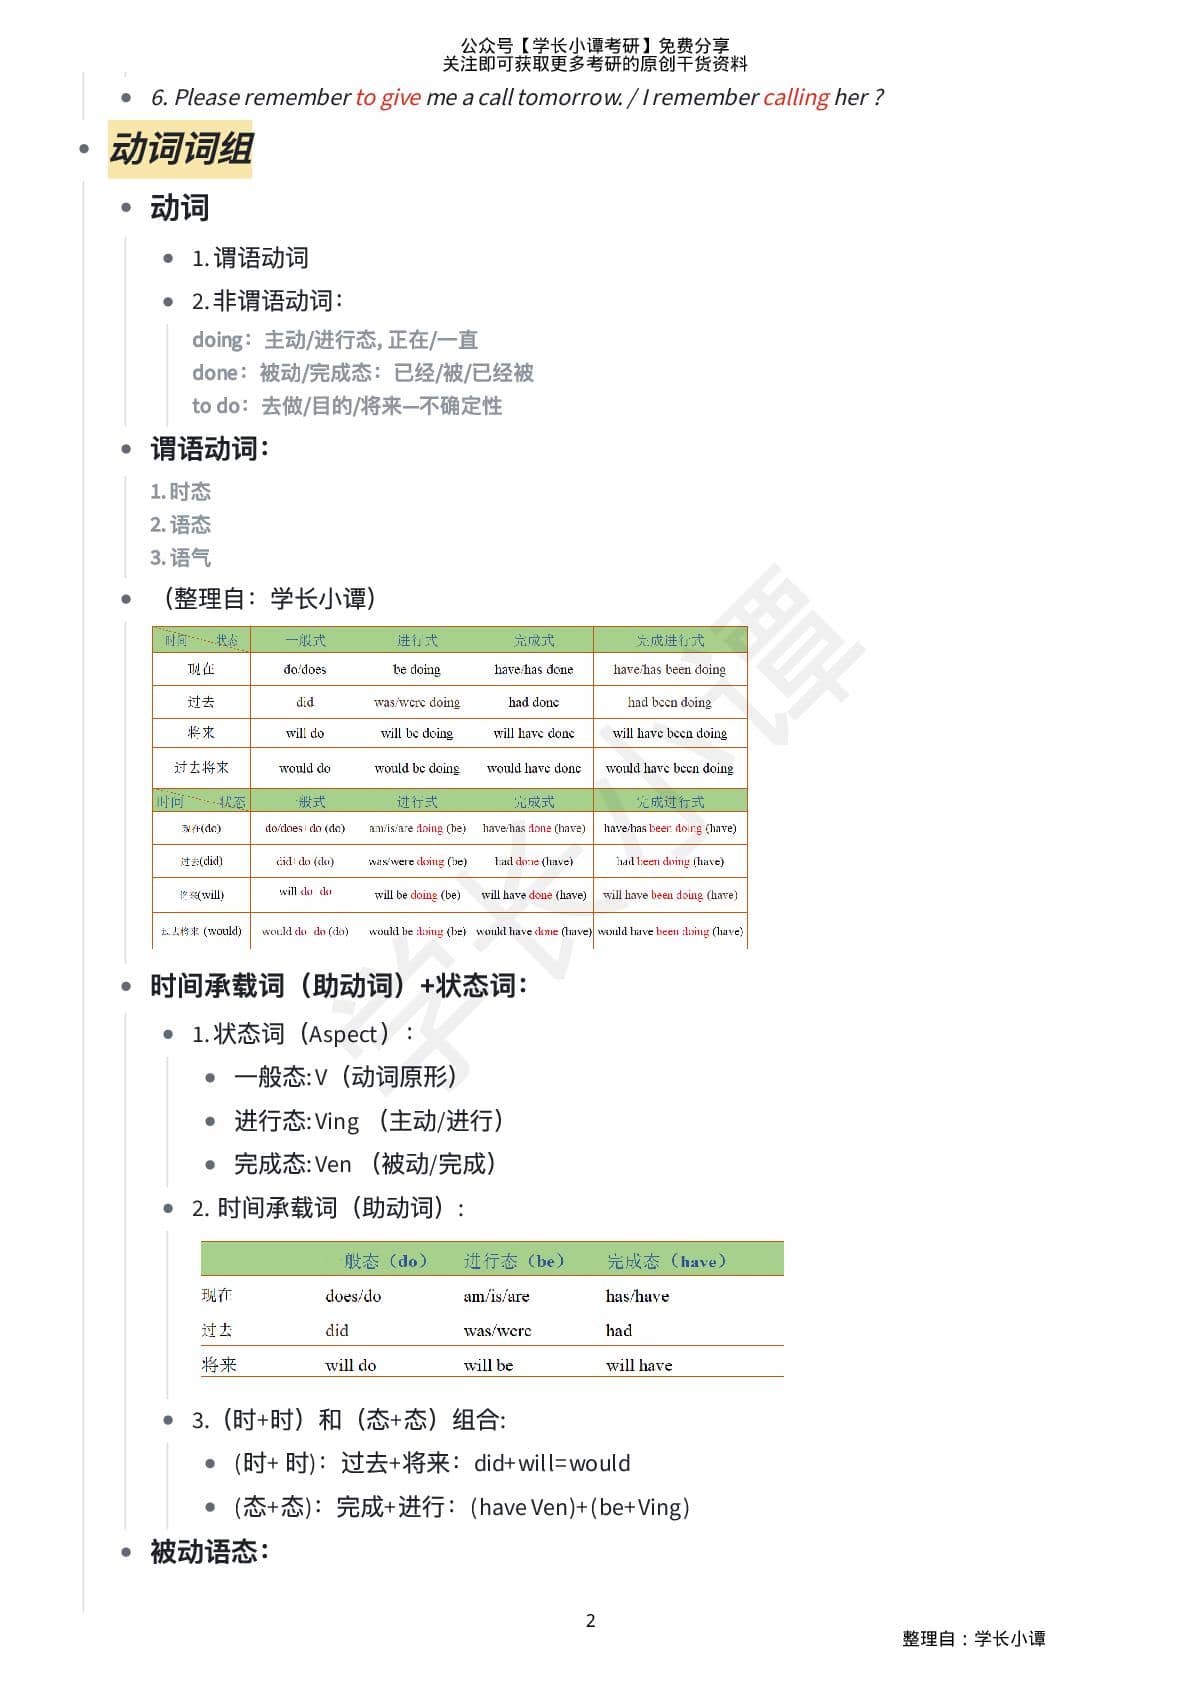 公众号【学长小谭考研】免费分享
关注即可获取更多考研的原创干货资料
6. Please remember to give me a call tomorrow. / I remember calling her ?
动词词组
动词
1. 谓语动词
2. 非谓语动词：
doing：主动/进行态, 正在/一直
done：被动/完成态：已经/被/已经被
to do：去做/目的/将来—不确定性
谓语动词：
1. 时态
2. 语态
3. 语气
（整理自：学长小谭）
时间 状态 一般式 进行式 完成式 完成进行式
现在 do/does be doing have/has done have/has been doing
过去 did was/were doing had done had been doing
将来 will do will be doing will have done will have been doing
过去将来 would do would be doing would have done would have been doing
时间 状态 一般式 进行式 完成式 完成进行式
现在(do) do/does+do (do) am/is/are doing (be) have/has done (have) have/has been doing (have)
过去(did) did+do (do) was/were doing (be) had done (have) had been doing (have)
将来(will) will do do will be doing (be) will have done (have) will have been doing (have)
过去将来 (would) would do do (do) would be doing (be) would have done (have) would have been doing (have)
时间承载词（助动词）+状态词：
1. 状态词（Aspect）：
一般态: V（动词原形）
进行态: Ving （主动/进行）
完成态: Ven （被动/完成）
2. 时间承载词（助动词）:
一般态（do） 进行态（be） 完成态（have）
现在 does/do am/is/are has/have
过去 did was/were had
将来 will do will be will have
3.（时+时）和（态+态）组合:
(时+ 时)：过去+将来：did+will=would
(态+态)：完成+进行：(have Ven)+(be+Ving)
被动语态：
2
整理自：学长小谭
学长小谭